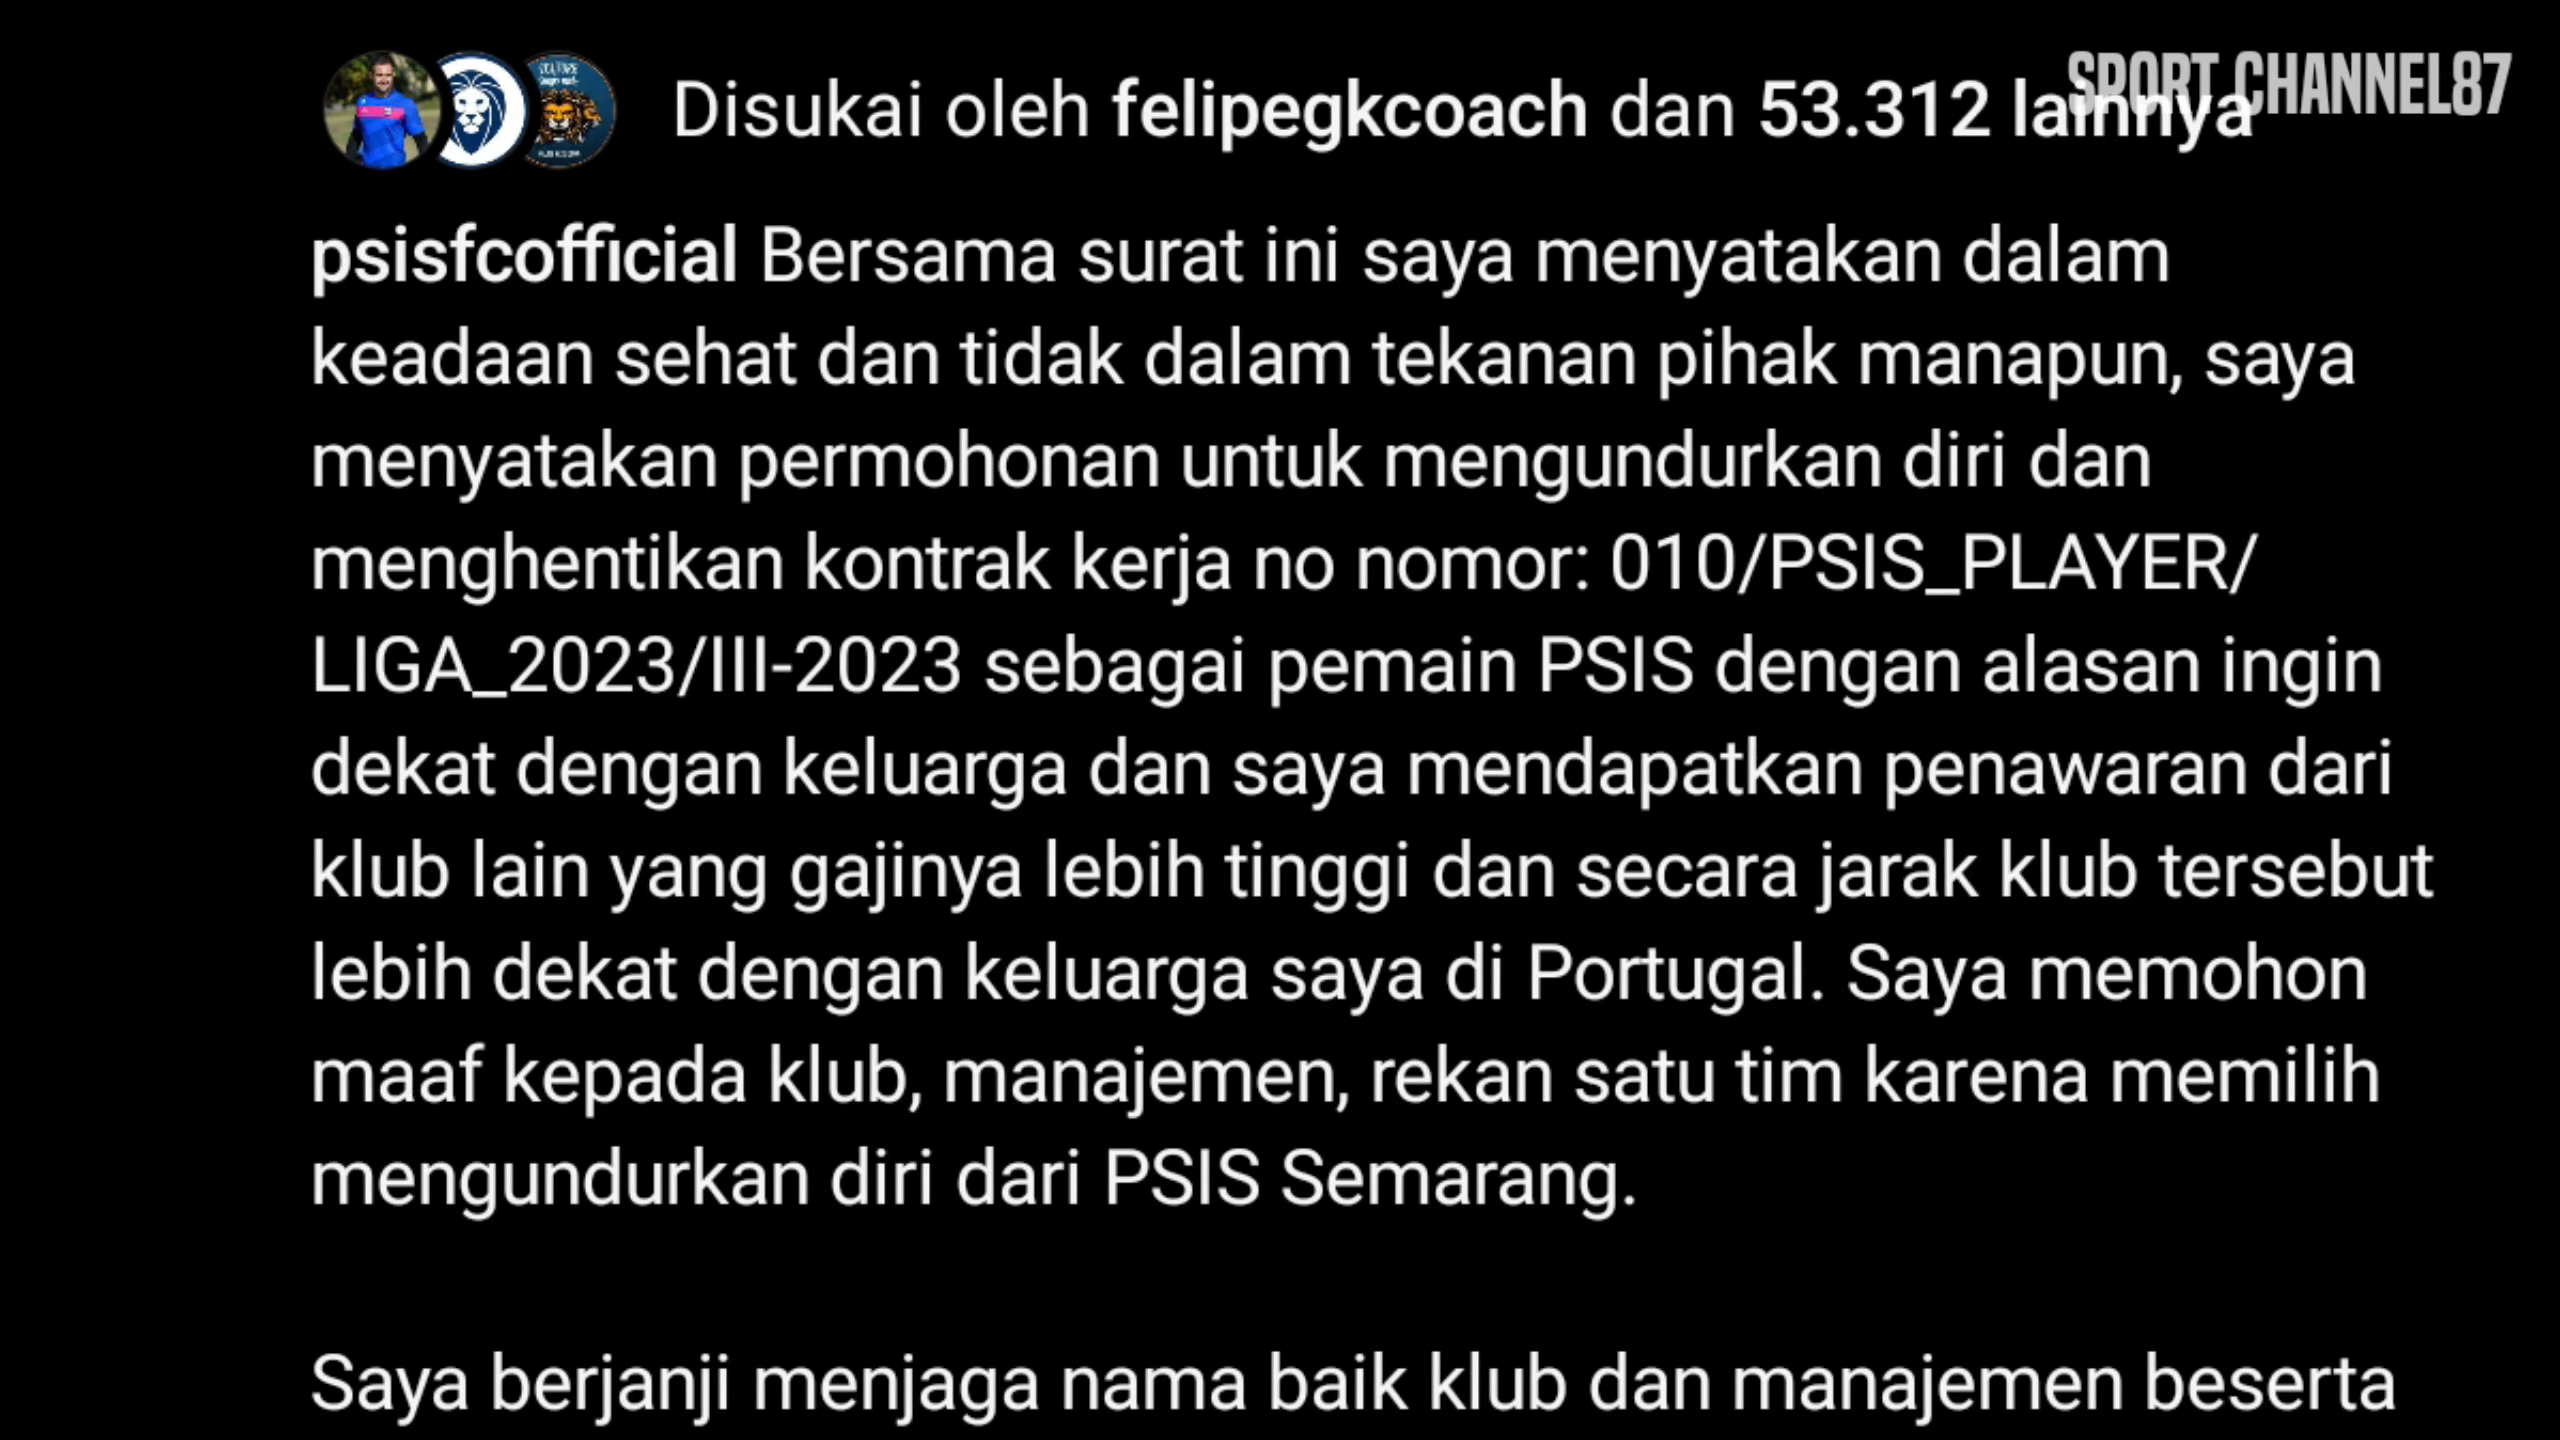 SPORT CHANNEL87
Disukai oleh felipegkcoach dan 53.312 lainnya
psisfcofficial Bersama surat ini saya menyatakan dalam
keadaan sehat dan tidak dalam tekanan pihak manapun, saya
menyatakan permohonan untuk mengundurkan diri dan
menghentikan kontrak kerja no nomor: 010/PSIS_PLAYER/
LIGA_2023/III-2023 sebagai pemain PSIS dengan alasan ingin
dekat dengan keluarga dan saya mendapatkan penawaran dari
klub lain yang gajinya lebih tinggi dan secara jarak klub tersebut
lebih dekat dengan keluarga saya di Portugal. Saya memohon
maaf kepada klub, manajemen, rekan satu tim karena memilih
mengundurkan diri dari PSIS Semarang.
Saya berjanji menjaga nama baik klub dan manajemen beserta